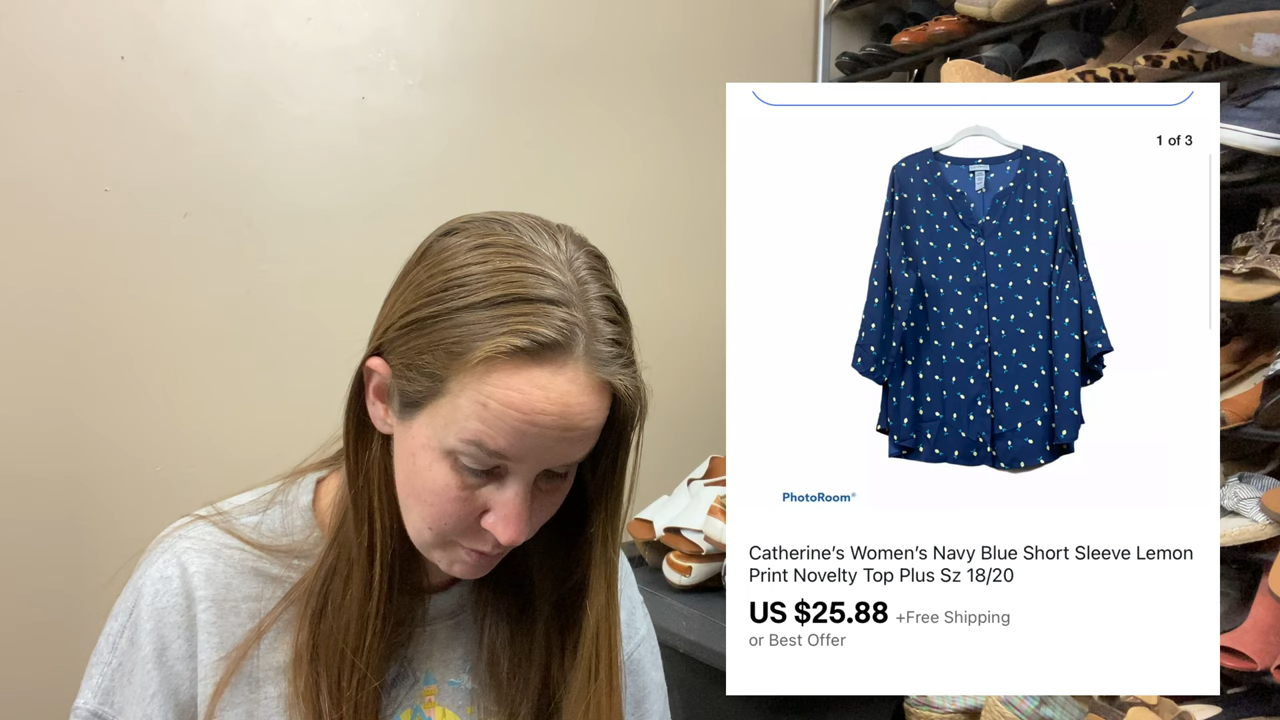 1 of 3
PhotoRoom®
Catherine's Women's Navy Blue Short Sleeve Lemon
Print Novelty Top Plus Sz 18/20
US $25.88 +Free Shipping
or Best Offer